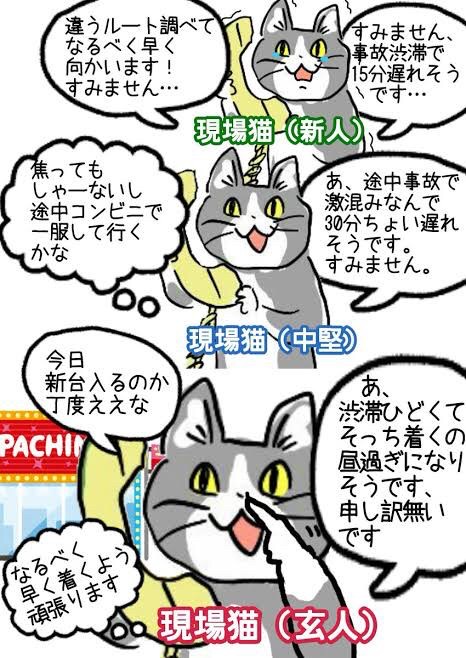 すみません、
事故渋滞で
15分遅れそう
です…
違うルート調べて
なるべく早く
向かいます!
すみません…
現場猫(新人)
あ、途中事故で
激混みなんで
30分ちょい遅れ
そうです。
すみません。
焦っても
しゃーないし
途中コンビニで
一服して行く
かな
現場猫(中堅)
あ、
渋滞ひどくて
そっち着くの
昼過ぎになり
そうです、
申し訳無い
です
今日
新台入るのか
丁度ええな
PACHIN
なるべく
早く着くよう
頑張ります
現場猫(玄人)